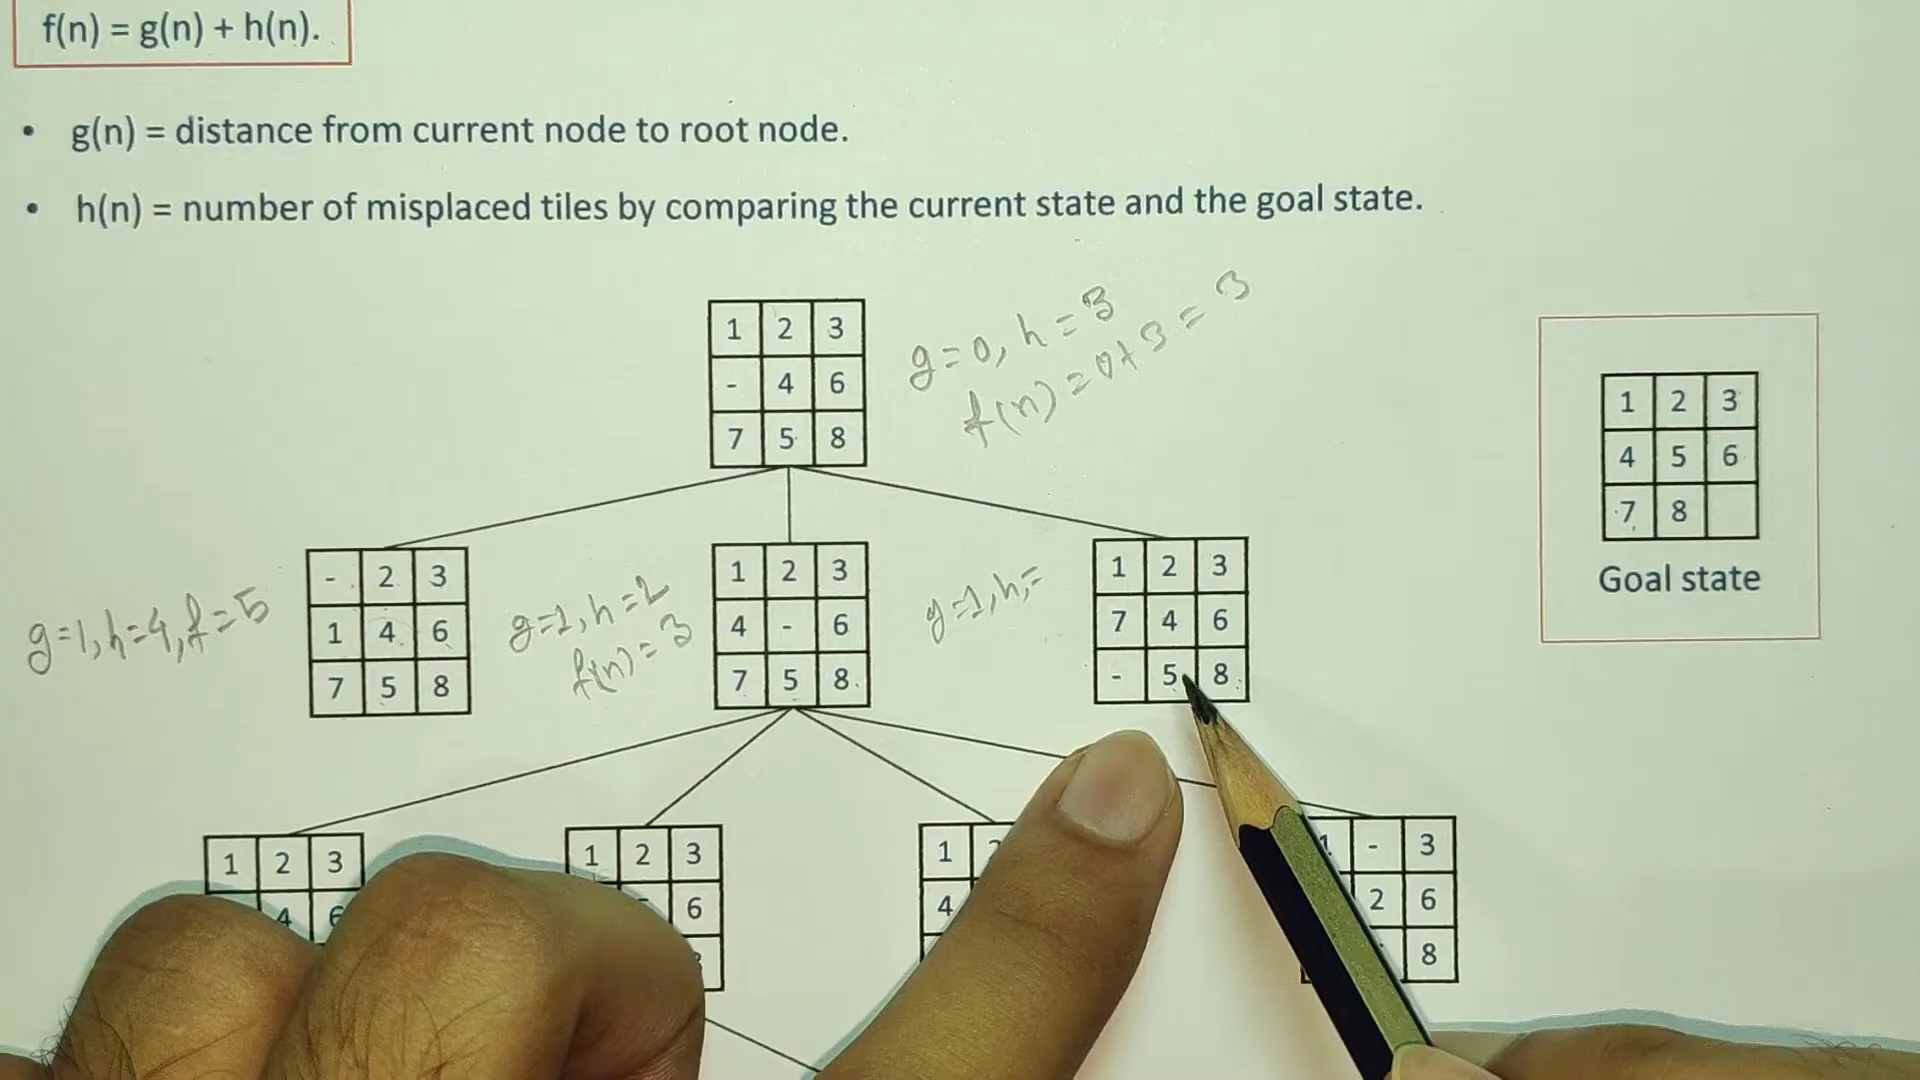 f(n) = g(n) + h(n).
• g(n) = distance from current node to root node.
• h(n) = number of misplaced tiles by comparing the current state and the goal state.
1 2 3
- 4 6
7 5 8
g=0, h=3
f(n) = 0+3 = 3
1 2 3
4 5 6
7 8
Goal state
g=1, h=4, f=5
- 2 3
1 4 6
7 5 8
g=1, h=2
f(n) = 3
1 2 3
4 - 6
7 5 8
g=1, h=
1 2 3
7 4 6
- 5 8
1 2 3
4 6
1 2 3
6
1
4
1 - 3
2 6
8